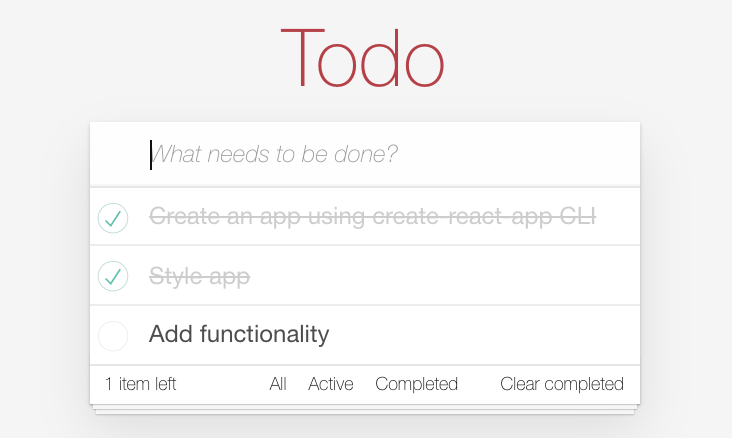 Todo
What needs to be done?
Create an app using create-react-app CLI
Style app
Add functionality
1 item left All Active Completed Clear completed